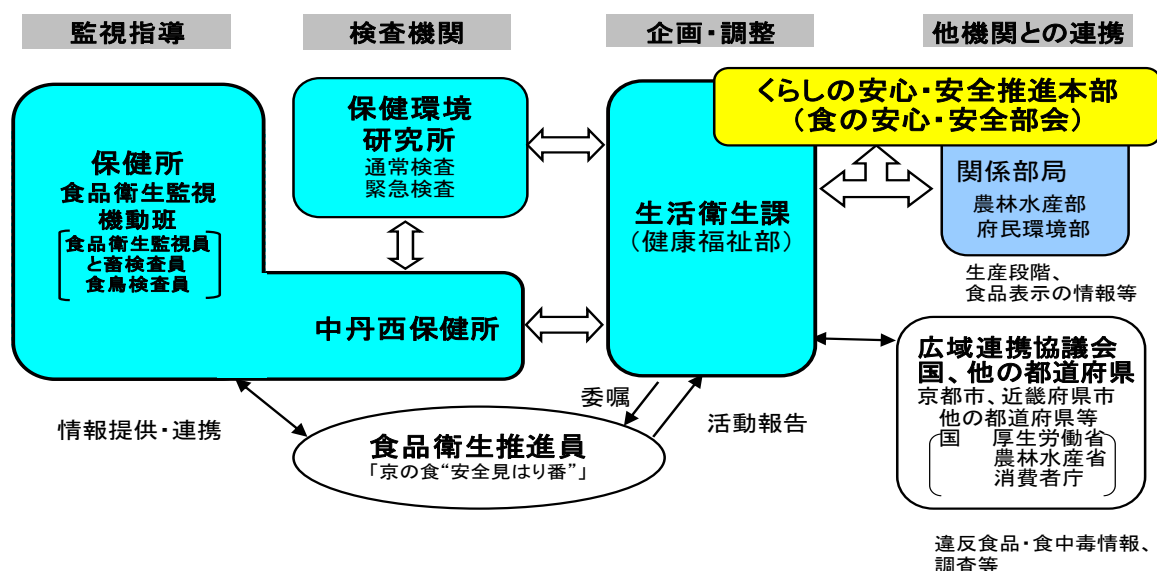 監視指導
検査機関
企画・調整
他機関との連携
保健所
食品衛生監視
機動班
食品衛生監視員
と畜検査員
食鳥検査員
保健環境
研究所
通常検査
緊急検査
中丹西保健所
生活衛生課
（健康福祉部）
くらしの安心・安全推進本部
（食の安心・安全部会）
関係部局
農林水産部
府民環境部
生産段階、
食品表示の情報等
広域連携協議会
国、他の都道府県
京都市、近畿府県市
他の都道府県等
国　厚生労働省
農林水産省
消費者庁
違反食品・食中毒情報、
調査等
情報提供・連携
委嘱
活動報告
食品衛生推進員
「京の食“安全見はり番”」